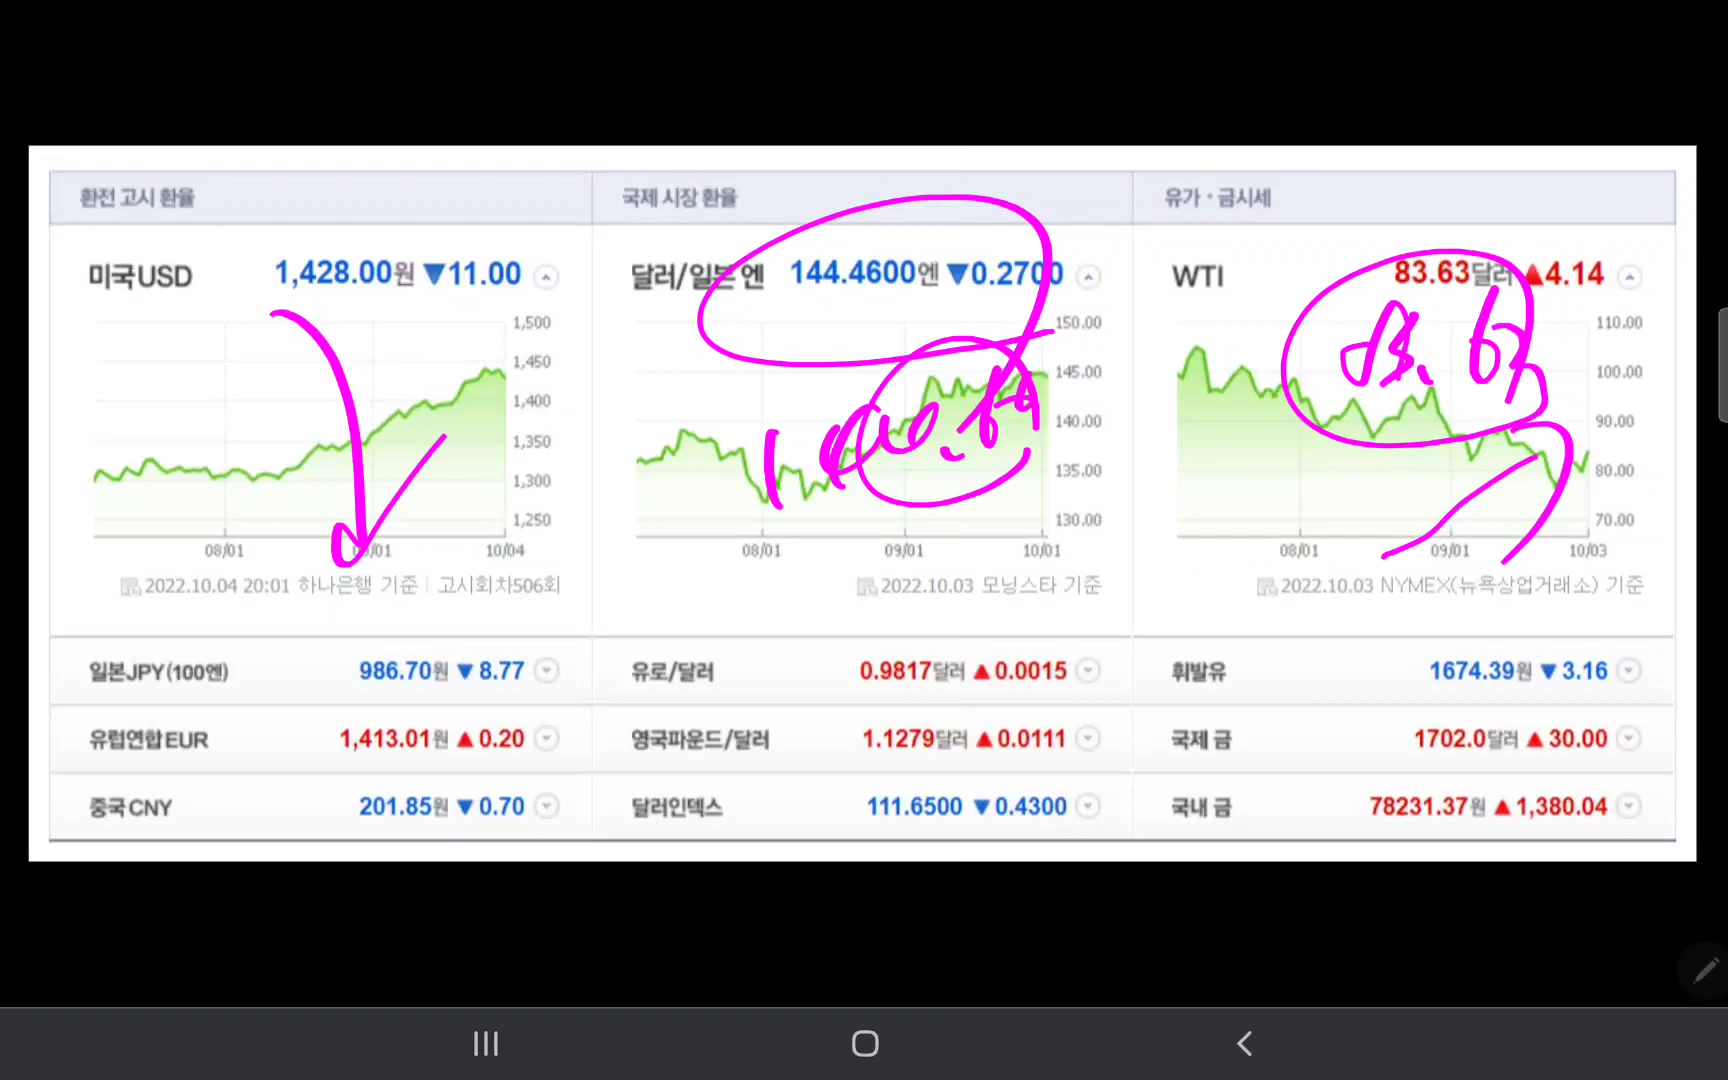 환전 고시 환율
미국 USD 1,428.00원 ▼11.00
1,500
1,450
1,400
1,350
1,300
1,250
08/01 09/01 10/04
2022.10.04 20:01 하나은행 기준 | 고시회차506회
일본 JPY (100엔) 986.70원 ▼ 8.77
유럽연합 EUR 1,413.01원 ▲ 0.20
중국 CNY 201.85원 ▼ 0.70
국제 시장 환율
달러/일본 엔 144.4600엔 ▼0.2700
150.00
145.00
140.00
135.00
130.00
08/01 09/01 10/01
2022.10.03 모닝스타 기준
유로/달러 0.9817달러 ▲ 0.0015
영국파운드/달러 1.1279달러 ▲ 0.0111
달러인덱스 111.6500 ▼ 0.4300
유가·금시세
WTI 83.63달러 ▲4.14
110.00
100.00
90.00
80.00
70.00
08/01 09/01 10/03
2022.10.03 NYMEX(뉴욕상업거래소) 기준
휘발유 1674.39원 ▼ 3.16
국제 금 1702.0달러 ▲ 30.00
국내 금 78231.37원 ▲ 1,380.04